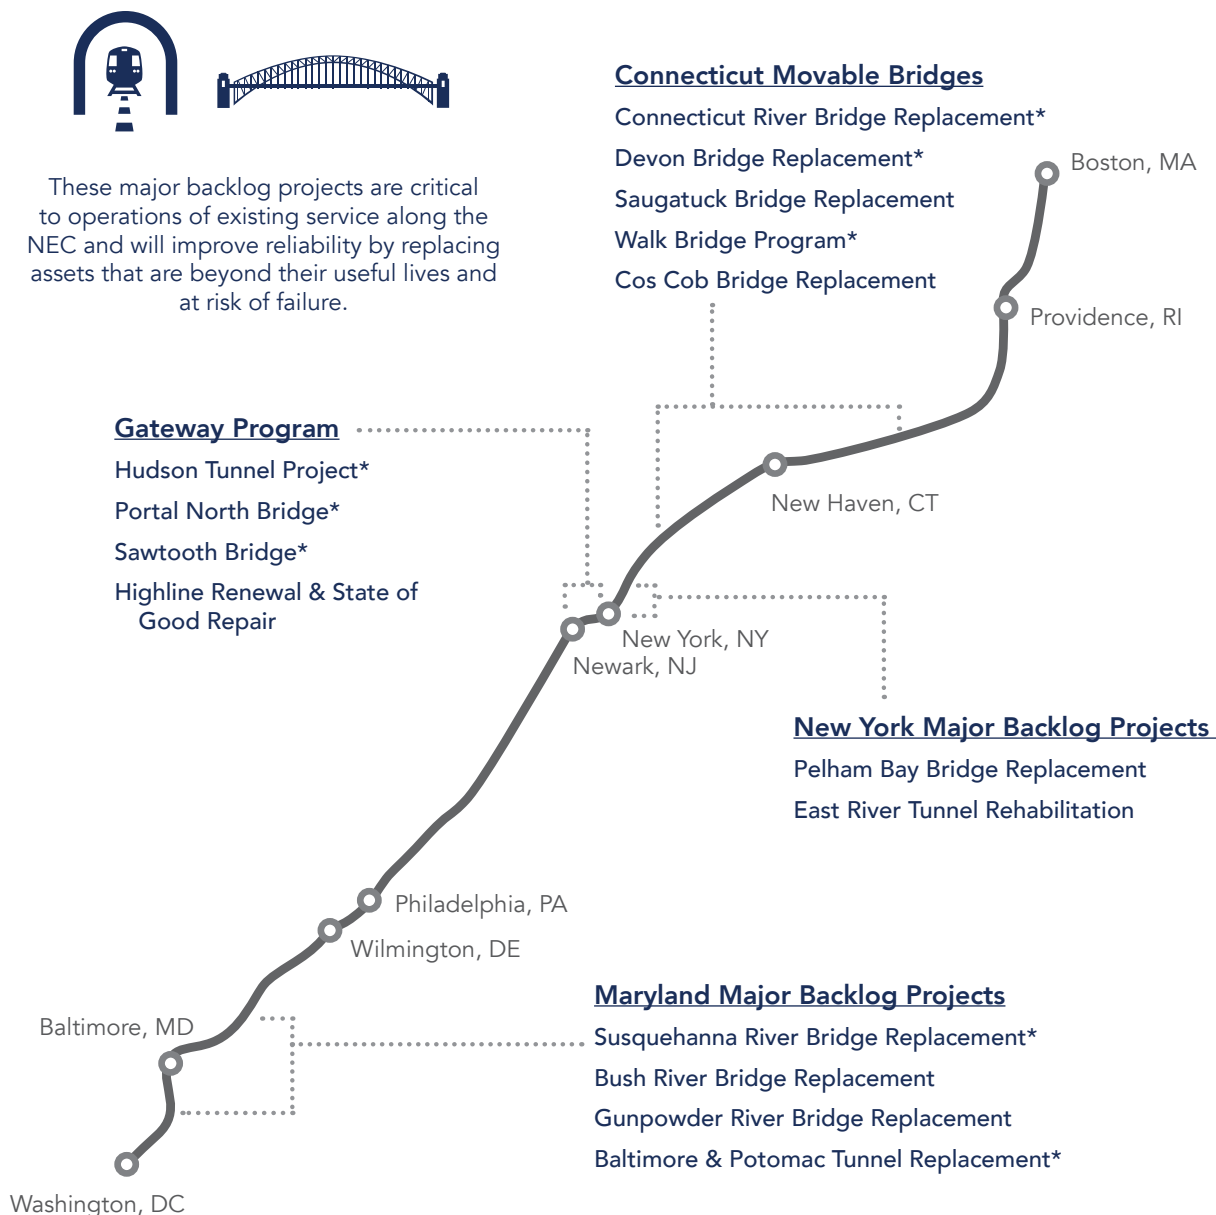 These major backlog projects are critical
to operations of existing service along the
NEC and will improve reliability by replacing
assets that are beyond their useful lives and
at risk of failure.
Connecticut Movable Bridges
Connecticut River Bridge Replacement*
Devon Bridge Replacement*
Saugatuck Bridge Replacement
Walk Bridge Program*
Cos Cob Bridge Replacement
Boston, MA
Providence, RI
Gateway Program
Hudson Tunnel Project*
Portal North Bridge*
Sawtooth Bridge*
Highline Renewal & State of
Good Repair
New Haven, CT
New York, NY
Newark, NJ
New York Major Backlog Projects
Pelham Bay Bridge Replacement
East River Tunnel Rehabilitation
Philadelphia, PA
Wilmington, DE
Maryland Major Backlog Projects
Susquehanna River Bridge Replacement*
Bush River Bridge Replacement
Gunpowder River Bridge Replacement
Baltimore & Potomac Tunnel Replacement*
Baltimore, MD
Washington, DC